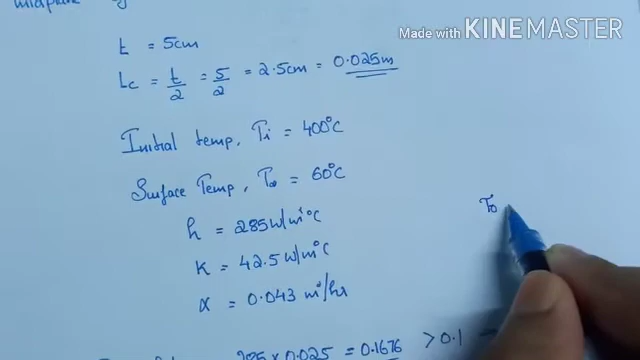 Made with KINEMASTER
midplane
t = 5cm
Lc = t/2 = 5/2 = 2.5cm = 0.025m
Initial temp, Ti = 400°C
Surface Temp, T∞ = 60°C
h = 285 W/m²°C
K = 42.5 W/m°C
α = 0.043 m²/hr
T₀
285 x 0.025 = 0.1676 > 0.1